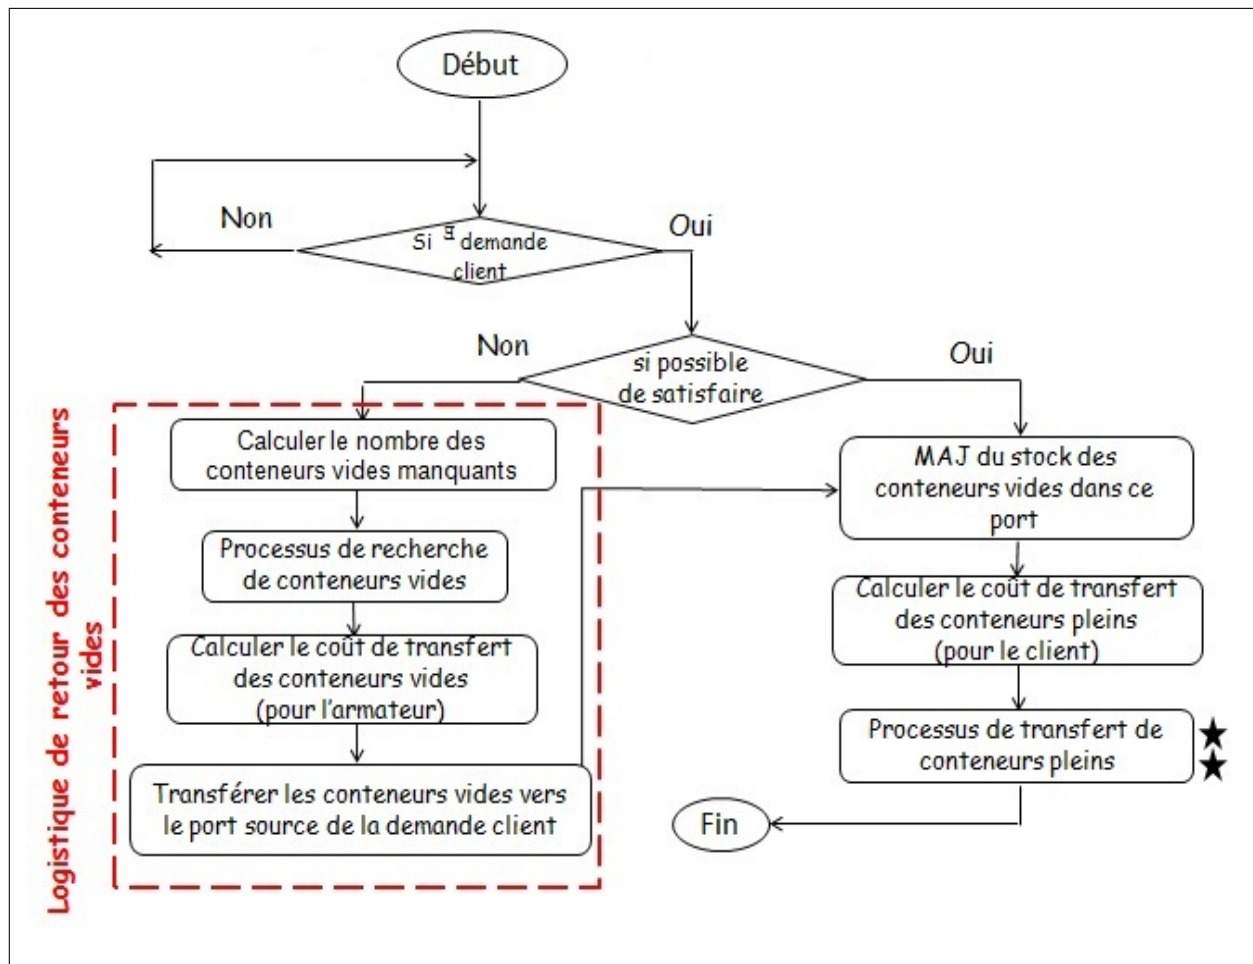 Début
Non
Oui
Si ∃ demande
client
Non
Oui
si possible
de satisfaire
Logistique de retour des conteneurs
vides
Calculer le nombre des
conteneurs vides manquants
Processus de recherche
de conteneurs vides
Calculer le coût de transfert
des conteneurs vides
(pour l'armateur)
Transférer les conteneurs vides vers
le port source de la demande client
MAJ du stock des
conteneurs vides dans ce
port
Calculer le coût de transfert
des conteneurs pleins
(pour le client)
Processus de transfert de
conteneurs pleins
Fin